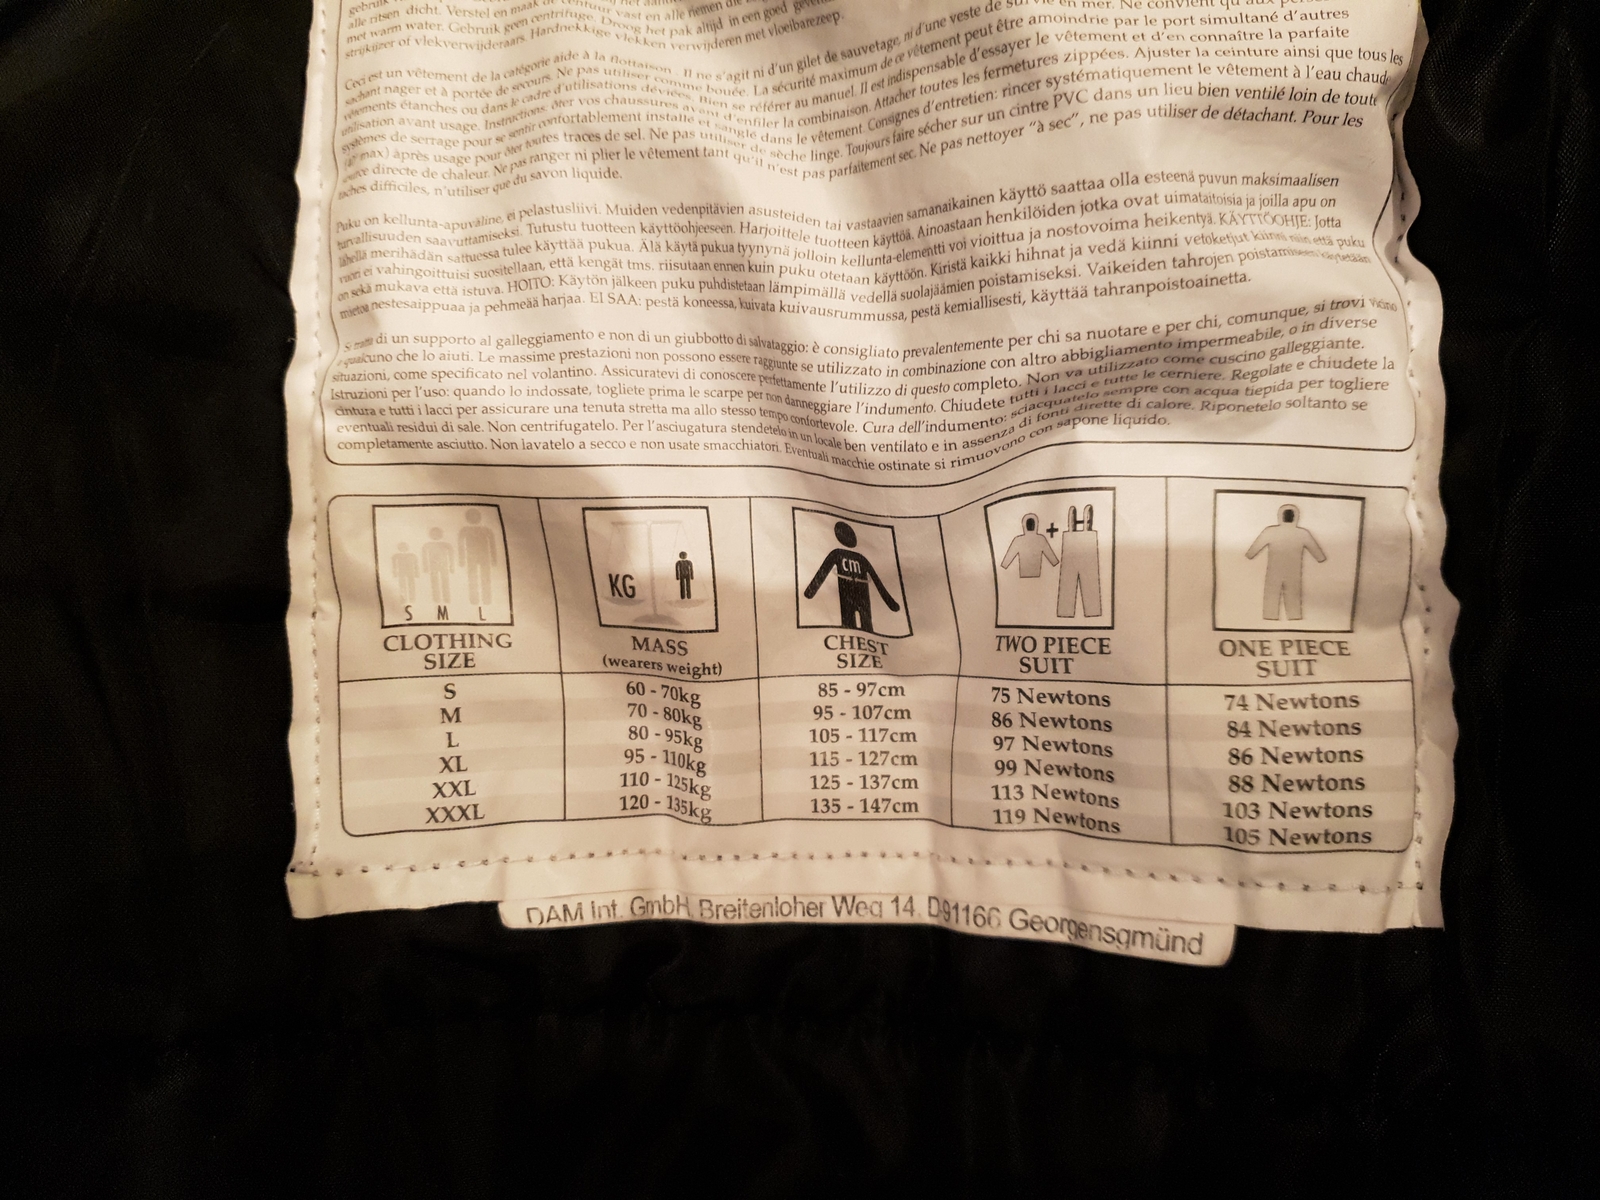 alle ritsen dicht. Verstel en maak de centuur vast en alle riemen die
met warm water. Gebruik geen centrifuge. Droog het pak altijd in een goed
strijkijzer of vlekverwijderaars. Hardnekkige vlekken verwijderen met vloeibarezeep.
Ceci est un vêtement de la catégorie aide à la flottaison. Il ne s'agit ni d'un gilet de sauvetage, ni d'une veste de survie en mer. Ne convient qu'aux
sachant nager et à portée de secours. Ne pas utiliser comme bouée. La sécurité maximum de ce vêtement peut être amoindrie par le port simultané d'autres
vêtements étanches ou dans le cadre d'utilisations déviées. Bien se référer au manuel. Il est indispensable d'essayer le vêtement et d'en connaître la parfaite
utilisation avant usage. Instructions: ôter vos chaussures avant d'enfiler la combinaison. Attacher toutes les fermetures zippées. Ajuster la ceinture ainsi que tous les
systèmes de serrage pour se sentir confortablement installé et sanglé dans le vêtement. Consignes d'entretien: rincer systématiquement le vêtement à l'eau chaude
max) après usage pour ôter toutes traces de sel. Ne pas utiliser de sèche linge. Toujours faire sécher sur un cintre PVC dans un lieu bien ventilé loin de toute
source directe de chaleur. Ne pas ranger ni plier le vêtement tant qu'il n'est pas parfaitement sec. Ne pas nettoyer "à sec", ne pas utiliser de détachant. Pour les
taches difficiles, n'utiliser que du savon liquide.
Puku on kellunta-apuväline, ei pelastusliivi. Muiden vedenpitävien asusteiden tai vastaavien samanaikainen käyttö saattaa olla esteenä puvun maksimaalisen
turvallisuuden saavuttamiseksi. Tutustu tuotteen käyttöohjeeseen. Harjoittele tuotteen käyttöä. Ainoastaan henkilöiden jotka ovat uimataitoisia ja joilla apu on
lähellä merihädän sattuessa tulee käyttää pukua. Älä käytä pukua tyynynä jolloin kellunta-elementti voi vioittua ja nostovoima heikentyä. KÄYTTÖOHJE: Jotta
vuori ei vahingoittuisi suositellaan, että kengät tms. riisutaan ennen kuin puku otetaan käyttöön. Kiristä kaikki hihnat ja vedä kiinni vetoketjut kiinni niin että puku
on sekä mukava että istuva. HOITO: Käytön jälkeen puku puhdistetaan lämpimällä vedellä suolajäämien poistamiseksi. Vaikeiden tahrojen poistamiseen käytetään
mietoa nestesaippuaa ja pehmeää harjaa. EI SAA: pestä koneessa, kuivata kuivausrummussa, pestä kemiallisesti, käyttää tahranpoistoainetta.
Si tratta di un supporto al galleggiamento e non di un giubbotto di salvataggio: è consigliato prevalentemente per chi sa nuotare e per chi, comunque, si trovi vicino
a qualcuno che lo aiuti. Le massime prestazioni non possono essere raggiunte se utilizzato in combinazione con altro abbigliamento impermeabile, o in diverse
situazioni, come specificato nel volantino. Assicuratevi di conoscere perfettamente l'utilizzo di questo completo. Non va utilizzato come cuscino galleggiante.
Istruzioni per l'uso: quando lo indossate, togliete prima le scarpe per non danneggiare l'indumento. Chiudete tutti i lacci e tutte le cerniere. Regolate e chiudete la
cintura e tutti i lacci per assicurare una tenuta stretta ma allo stesso tempo confortevole. Cura dell'indumento: sciacquatelo sempre con acqua tiepida per togliere
eventuali residui di sale. Non centrifugatelo. Per l'asciugatura stendetelo in un locale ben ventilato e in assenza di fonti dirette di calore. Riponetelo soltanto se
completamente asciutto. Non lavatelo a secco e non usate smacchiatori. Eventuali macchie ostinate si rimuovono con sapone liquido.
S M L KG cm +
CLOTHING SIZE MASS (wearers weight) CHEST SIZE TWO PIECE SUIT ONE PIECE SUIT
S 60 - 70kg 85 - 97cm 75 Newtons 74 Newtons
M 70 - 80kg 95 - 107cm 86 Newtons 84 Newtons
L 80 - 95kg 105 - 117cm 97 Newtons 86 Newtons
XL 95 - 110kg 115 - 127cm 99 Newtons 88 Newtons
XXL 110 - 125kg 125 - 137cm 113 Newtons 103 Newtons
XXXL 120 - 135kg 135 - 147cm 119 Newtons 105 Newtons
DAM Int. GmbH, Breitenloher Weg 14, D91166 Georgensgmünd